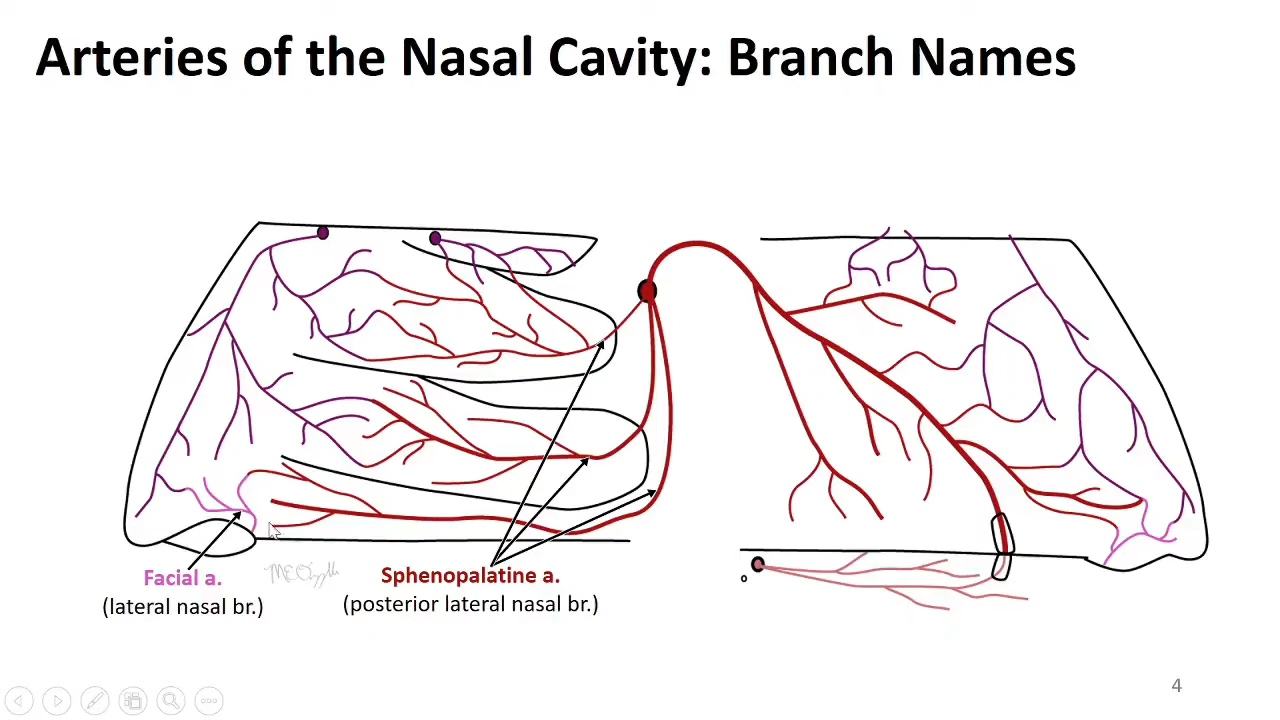 Arteries of the Nasal Cavity: Branch Names
Facial a.
(lateral nasal br.)
Sphenopalatine a.
(posterior lateral nasal br.)
4